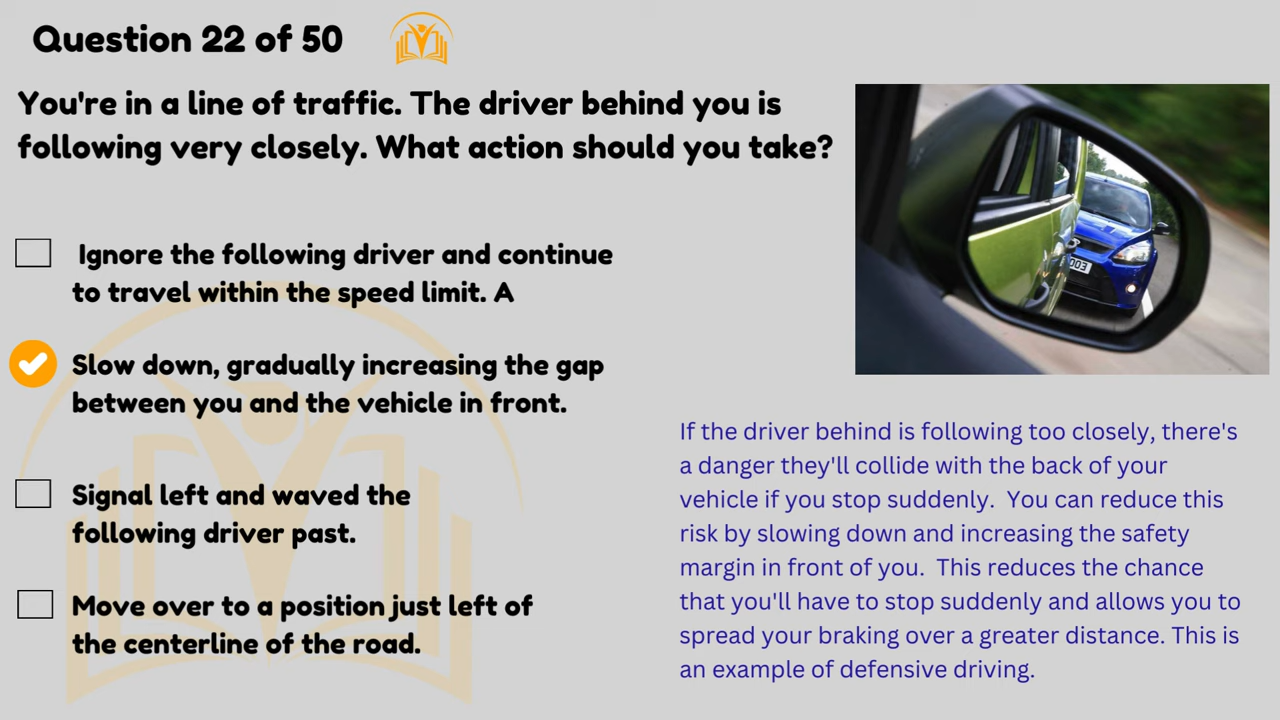 Question 22 of 50
You're in a line of traffic. The driver behind you is
following very closely. What action should you take?
Ignore the following driver and continue
to travel within the speed limit. A
Slow down, gradually increasing the gap
between you and the vehicle in front.
Signal left and waved the
following driver past.
Move over to a position just left of
the centerline of the road.
003
If the driver behind is following too closely, there's
a danger they'll collide with the back of your
vehicle if you stop suddenly.  You can reduce this
risk by slowing down and increasing the safety
margin in front of you.  This reduces the chance
that you'll have to stop suddenly and allows you to
spread your braking over a greater distance. This is
an example of defensive driving.